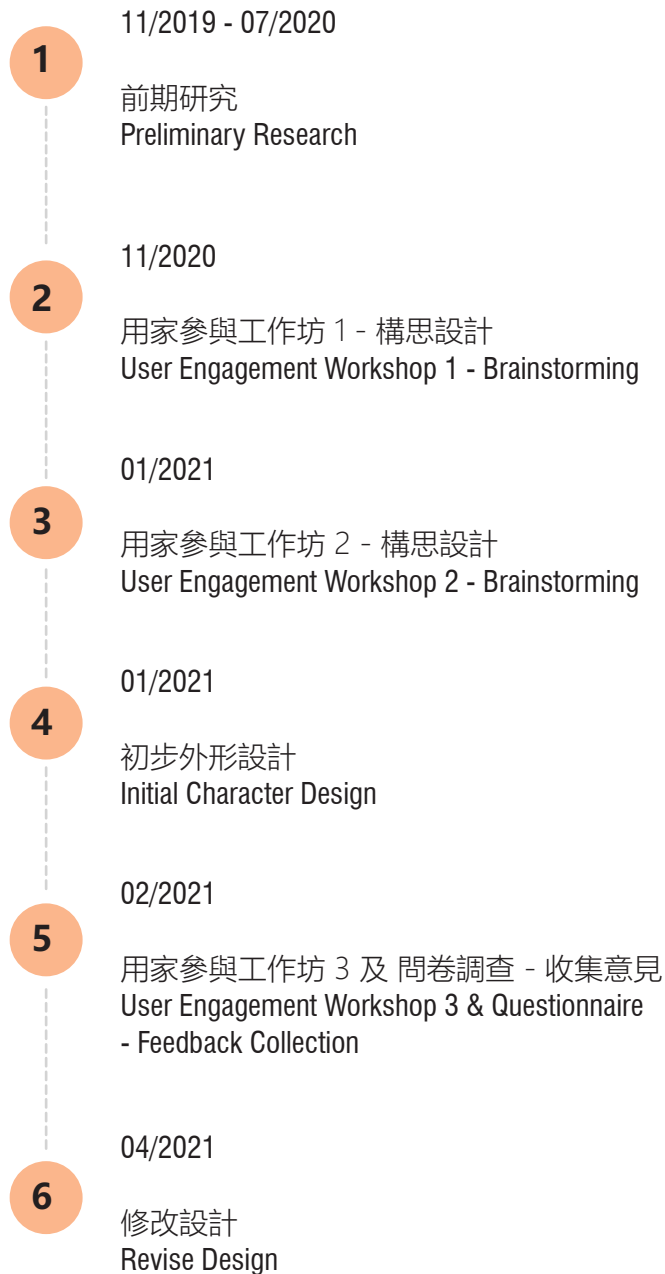 1
11/2019 - 07/2020
前期研究
Preliminary Research
2
11/2020
用家參與工作坊 1 - 構思設計
User Engagement Workshop 1 - Brainstorming
3
01/2021
用家參與工作坊 2 - 構思設計
User Engagement Workshop 2 - Brainstorming
4
01/2021
初步外形設計
Initial Character Design
5
02/2021
用家參與工作坊 3 及 問卷調查 - 收集意見
User Engagement Workshop 3 & Questionnaire
- Feedback Collection
6
04/2021
修改設計
Revise Design